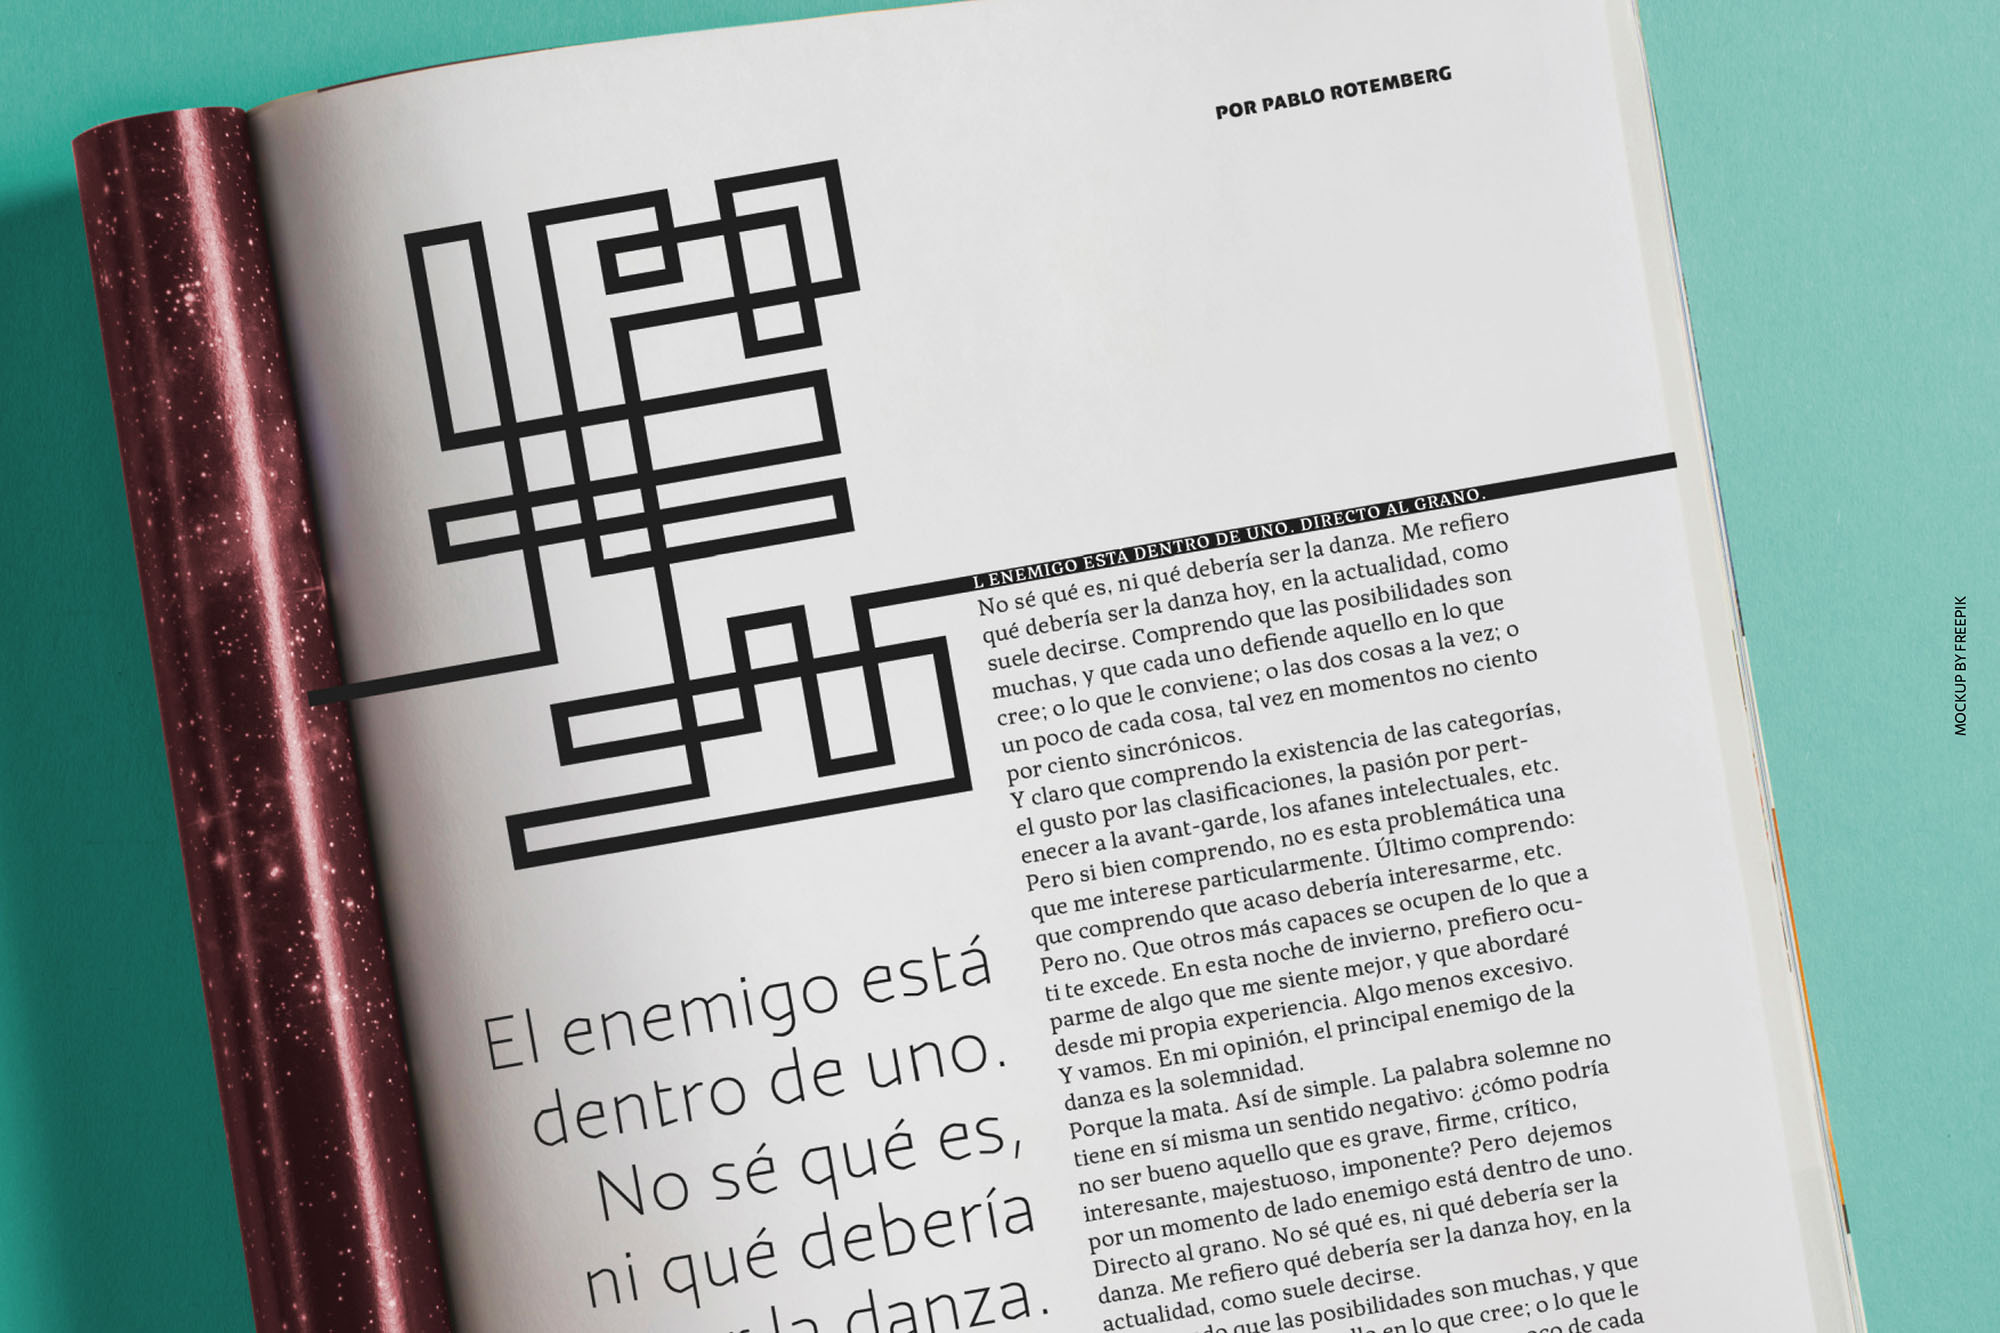 POR PABLO ROTEMBERG
L ENEMIGO ESTA DENTRO DE UNO. DIRECTO AL GRANO.
No sé qué es, ni qué debería ser la danza. Me refiero
qué debería ser la danza hoy, en la actualidad, como
suele decirse. Comprendo que las posibilidades son
muchas, y que cada uno defiende aquello en lo que
cree; o lo que le conviene; o las dos cosas a la vez; o
un poco de cada cosa, tal vez en momentos no ciento
por ciento sincrónicos.
Y claro que comprendo la existencia de las categorías,
el gusto por las clasificaciones, la pasión por pert-
enecer a la avant-garde, los afanes intelectuales, etc.
Pero si bien comprendo, no es esta problemática una
que me interese particularmente. Último comprendo:
que comprendo que acaso debería interesarme, etc.
Pero no. Que otros más capaces se ocupen de lo que a
ti te excede. En esta noche de invierno, prefiero ocu-
parme de algo que me siente mejor, y que abordaré
desde mi propia experiencia. Algo menos excesivo.
Y vamos. En mi opinión, el principal enemigo de la
danza es la solemnidad.
Porque la mata. Así de simple. La palabra solemne no
tiene en sí misma un sentido negativo: ¿cómo podría
no ser bueno aquello que es grave, firme, crítico,
interesante, majestuoso, imponente? Pero dejemos
por un momento de lado enemigo está dentro de uno.
Directo al grano. No sé qué es, ni qué debería ser la
danza. Me refiero qué debería ser la danza hoy, en la
actualidad, como suele decirse.
que las posibilidades son muchas, y que
en lo que cree; o lo que le
de cada
El enemigo está
dentro de uno.
No sé qué es,
ni qué debería
la danza.
MOCKUP BY FREEPIK